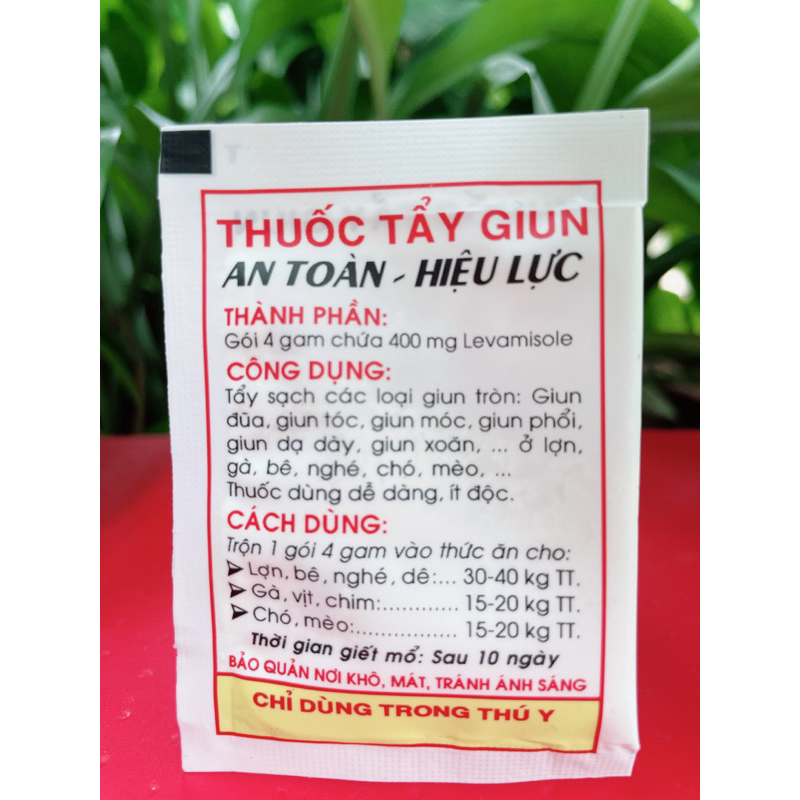 THUỐC TẨY GIUN
AN TOÀN - HIỆU LỰC
THÀNH PHẦN:
Gói 4 gam chứa 400 mg Levamisole
CÔNG DỤNG:
Tẩy sạch các loại giun tròn: Giun
đũa, giun tóc, giun móc, giun phổi,
giun dạ dày, giun xoăn, ... ở lợn,
gà, bê, nghé, chó, mèo, ...
Thuốc dùng dễ dàng, ít độc.
CÁCH DÙNG:
Trộn 1 gói 4 gam vào thức ăn cho:
➤ Lợn, bê, nghé, dê:... 30-40 kg TT.
➤ Gà, vịt, chim:............. 15-20 kg TT.
➤ Chó, mèo:................. 15-20 kg TT.
Thời gian giết mổ: Sau 10 ngày
BẢO QUẢN NƠI KHÔ, MÁT, TRÁNH ÁNH SÁNG
CHỈ DÙNG TRONG THÚ Y